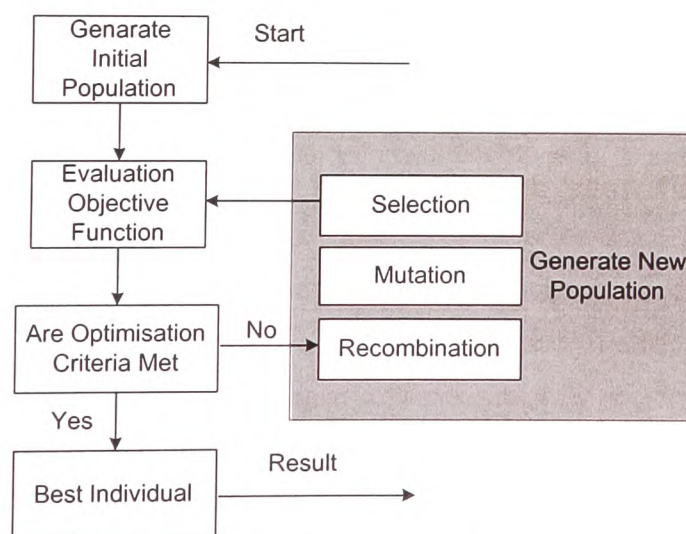 Genarate
Initial
Population
Start
Evaluation
Objective
Function
Selection
Mutation
Generate New
Population
Are Optimisation
Criteria Met
No
Recombination
Yes
Best Individual
Result